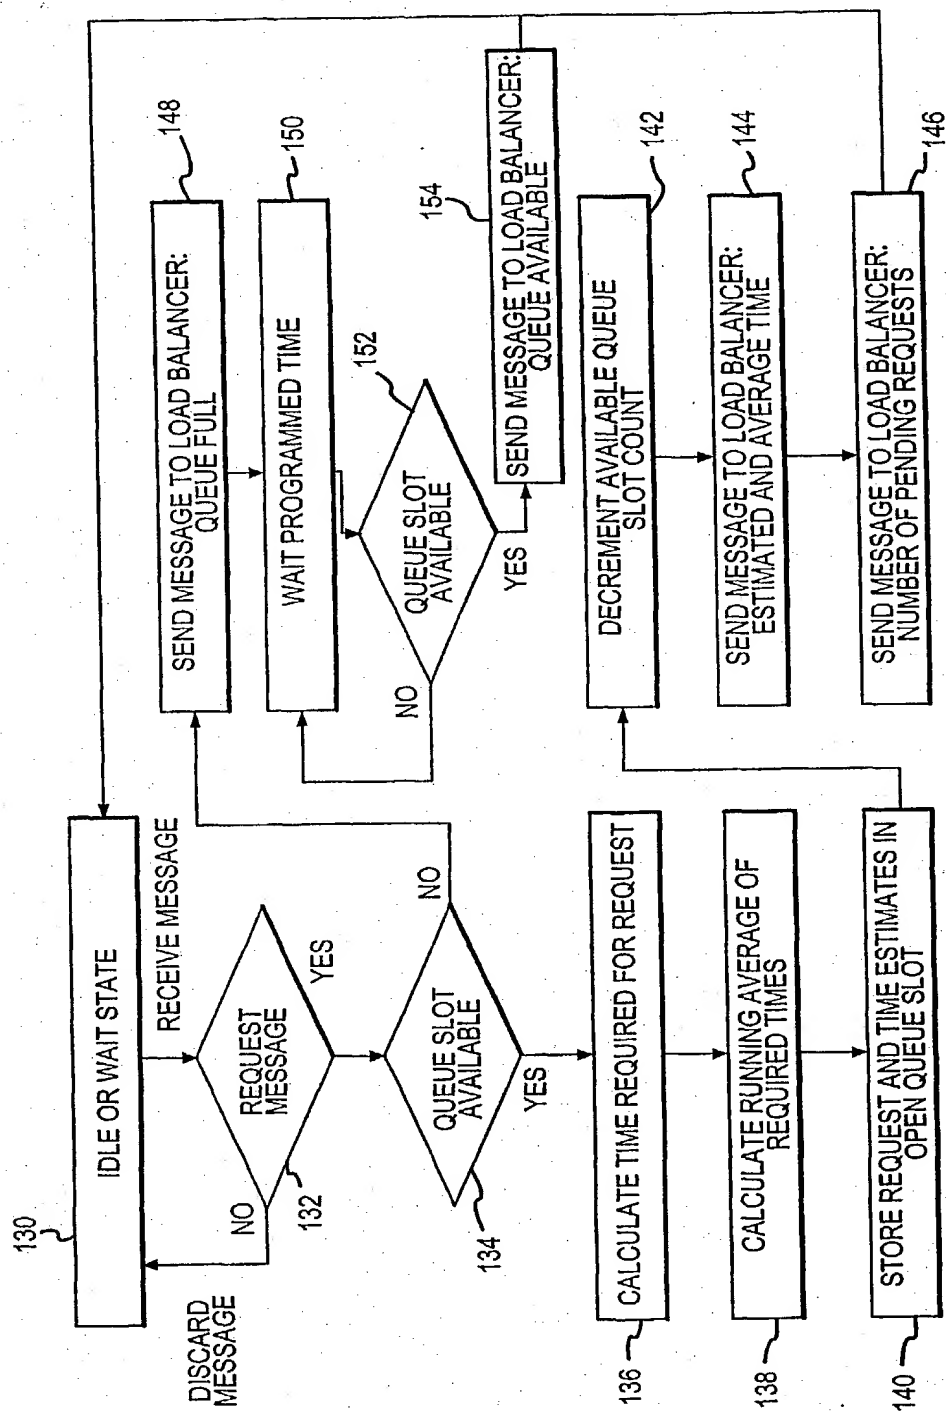 130
IDLE OR WAIT STATE
RECEIVE MESSAGE
DISCARD
MESSAGE
NO
REQUEST
MESSAGE
YES
132
QUEUE SLOT
AVAILABLE
NO
YES
134
136
CALCULATE TIME REQUIRED FOR REQUEST
138
CALCULATE RUNNING AVERAGE OF
REQUIRED TIMES
140
STORE REQUEST AND TIME ESTIMATES IN
OPEN QUEUE SLOT
148
SEND MESSAGE TO LOAD BALANCER:
QUEUE FULL
150
WAIT PROGRAMMED TIME
152
QUEUE SLOT
AVAILABLE
NO
YES
154
SEND MESSAGE TO LOAD BALANCER:
QUEUE AVAILABLE
142
DECREMENT AVAILABLE QUEUE
SLOT COUNT
144
SEND MESSAGE TO LOAD BALANCER:
ESTIMATED AND AVERAGE TIME
146
SEND MESSAGE TO LOAD BALANCER:
NUMBER OF PENDING REQUESTS